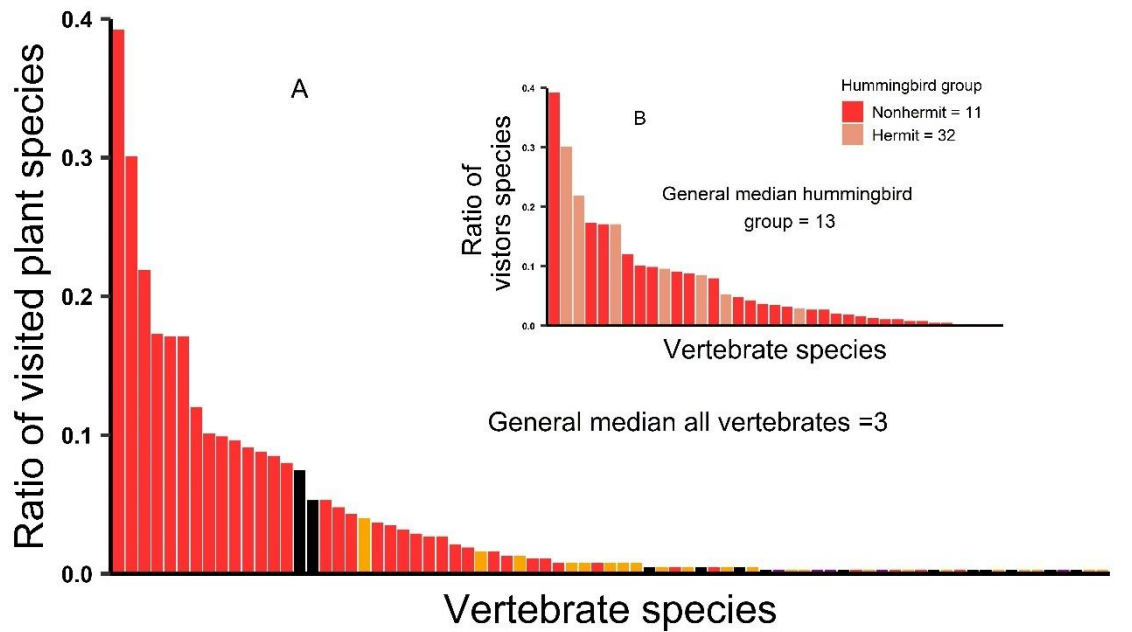 0.4
0.3
0.2
0.1
0.0
Ratio of visited plant species
A
Vertebrate species
General median all vertebrates =3
0.4
0.3
0.2
0.1
0.0
Ratio of
vistors species
B
Hummingbird group
Nonhermit = 11
Hermit = 32
General median hummingbird
group = 13
Vertebrate species